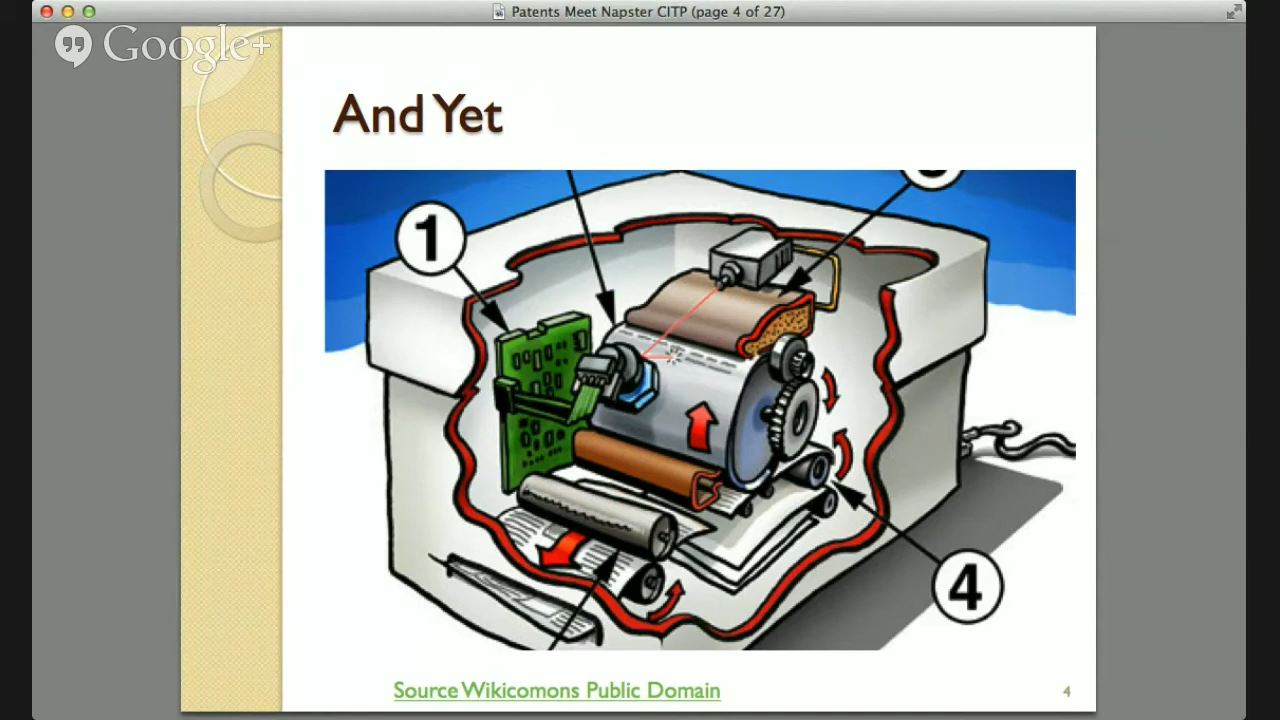 Patents Meet Napster CITP (page 4 of 27)
Google+
And Yet
1
4
Source Wikicomons Public Domain
4